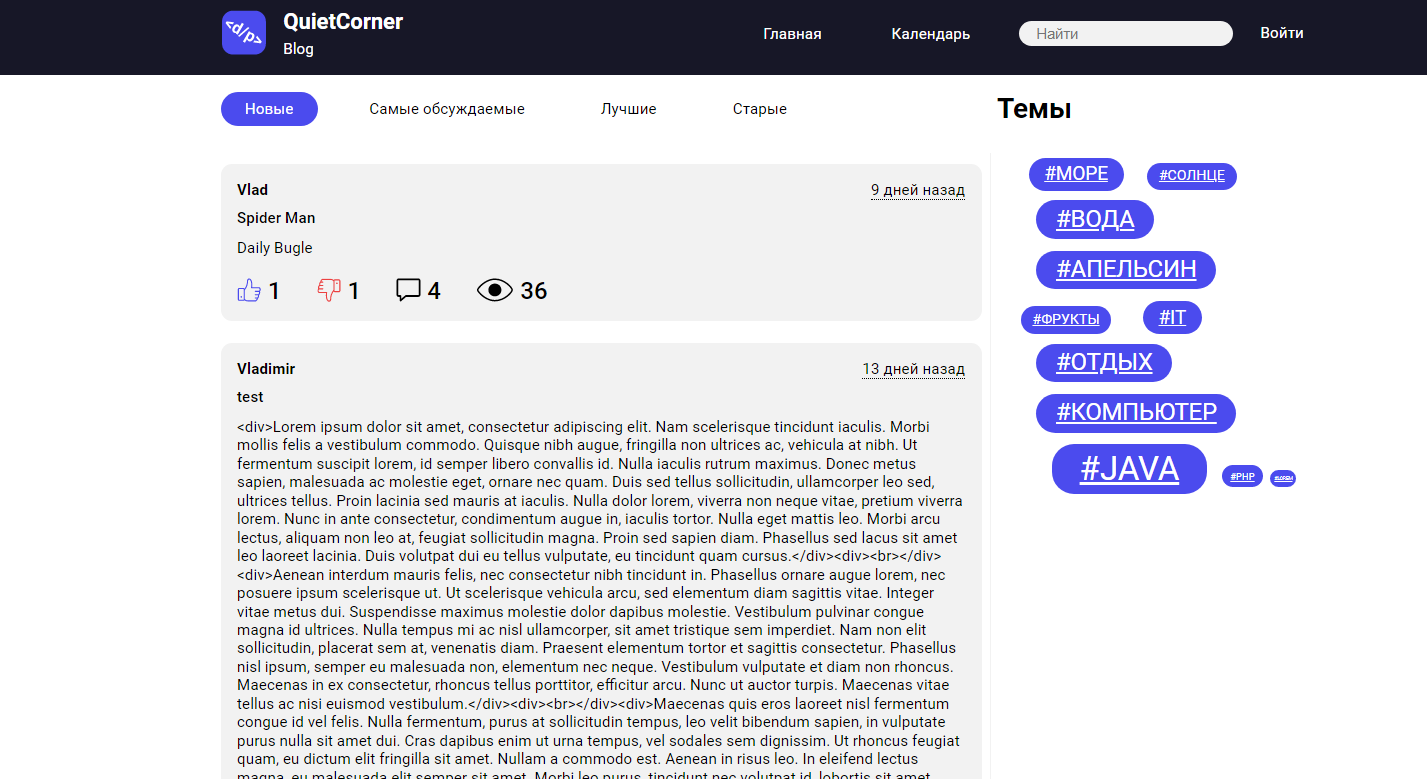 <d/p>
QuietCorner
Blog
Главная
Календарь
Найти
Войти
Новые
Самые обсуждаемые
Лучшие
Старые
Темы
Vlad
9 дней назад
Spider Man
Daily Bugle
1
1
4
36
Vladimir
13 дней назад
test
<div>Lorem ipsum dolor sit amet, consectetur adipiscing elit. Nam scelerisque tincidunt iaculis. Morbi
mollis felis a vestibulum commodo. Quisque nibh augue, fringilla non ultrices ac, vehicula at nibh. Ut
fermentum suscipit lorem, id semper libero convallis id. Nulla iaculis rutrum maximus. Donec metus
sapien, malesuada ac molestie eget, ornare nec quam. Duis sed tellus sollicitudin, ullamcorper leo sed,
ultrices tellus. Proin lacinia sed mauris at iaculis. Nulla dolor lorem, viverra non neque vitae, pretium viverra
lorem. Nunc in ante consectetur, condimentum augue in, iaculis tortor. Nulla eget mattis leo. Morbi arcu
lectus, aliquam non leo at, feugiat sollicitudin magna. Proin sed sapien diam. Phasellus sed lacus sit amet
leo laoreet lacinia. Duis volutpat dui eu tellus vulputate, eu tincidunt quam cursus.</div><div><br></div>
<div>Aenean interdum mauris felis, nec consectetur nibh tincidunt in. Phasellus ornare augue lorem, nec
posuere ipsum scelerisque ut. Ut scelerisque vehicula arcu, sed elementum diam sagittis vitae. Integer
vitae metus dui. Suspendisse maximus molestie dolor dapibus molestie. Vestibulum pulvinar congue
magna id ultrices. Nulla tempus mi ac nisl ullamcorper, sit amet tristique sem imperdiet. Nam non elit
sollicitudin, placerat sem at, venenatis diam. Praesent elementum tortor et sagittis consectetur. Phasellus
nisl ipsum, semper eu malesuada non, elementum nec neque. Vestibulum vulputate et diam non rhoncus.
Maecenas in ex consectetur, rhoncus tellus porttitor, efficitur arcu. Nunc ut auctor turpis. Maecenas vitae
tellus ac nisi euismod vestibulum.</div><div><br></div><div>Maecenas quis eros laoreet nisl fermentum
congue id vel felis. Nulla fermentum, purus at sollicitudin tempus, leo velit bibendum sapien, in vulputate
purus nulla sit amet dui. Cras dapibus enim ut urna tempus, vel sodales sem dignissim. Ut rhoncus feugiat
quam, eu dictum elit fringilla sit amet. Nullam a commodo est. Aenean in risus leo. In eleifend lectus
magna, eu malesuada elit semper sit amet. Morbi leo purus, tincidunt nec volutpat id, lobortis sit amet
#МОРЕ
#СОЛНЦЕ
#ВОДА
#АПЕЛЬСИН
#ФРУКТЫ
#IT
#ОТДЫХ
#КОМПЬЮТЕР
#JAVA
#PHP